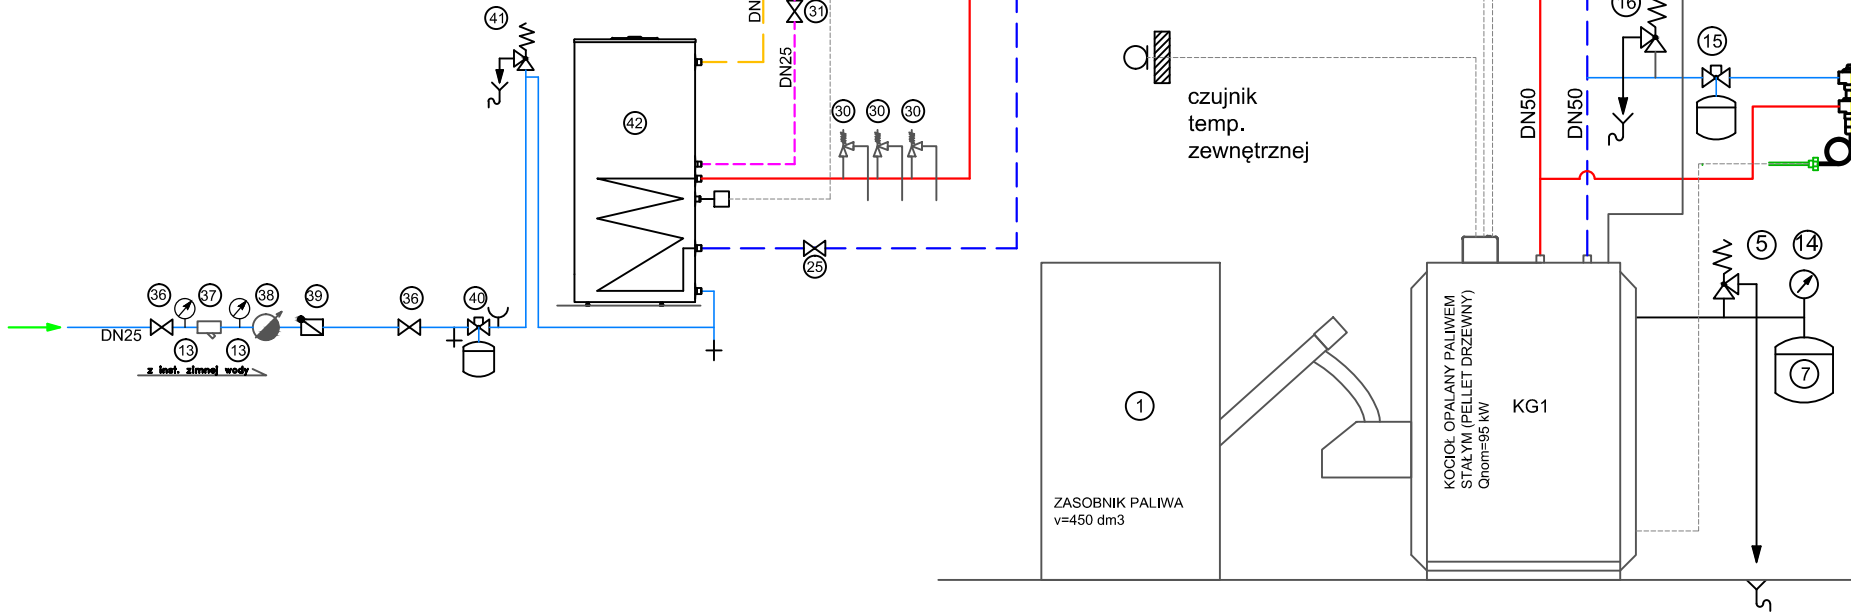 41
DN
31
DN25
42
30
30
30
25
36
37
38
39
36
40
DN25
13
13
z inst. zimnej wody
czujnik
temp.
zewnętrznej
DN50
DN50
16
15
5
14
7
1
ZASOBNIK PALIWA
v=450 dm3
KOCIOŁ OPALANY PALIWEM
STAŁYM (PELLET DRZEWNY)
Qnom=95 kW
KG1